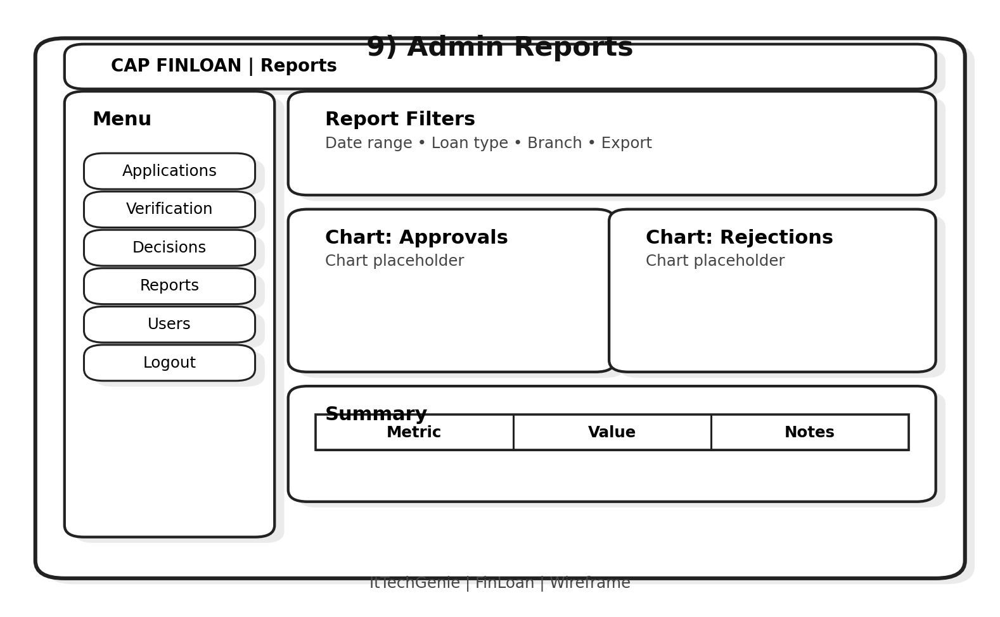 9) Admin Reports
CAP FINLOAN | Reports
Menu
Applications
Verification
Decisions
Reports
Users
Logout
Report Filters
Date range • Loan type • Branch • Export
Chart: Approvals
Chart placeholder
Chart: Rejections
Chart placeholder
Summary
Metric Value Notes
ItTechGenie | FinLoan | Wireframe